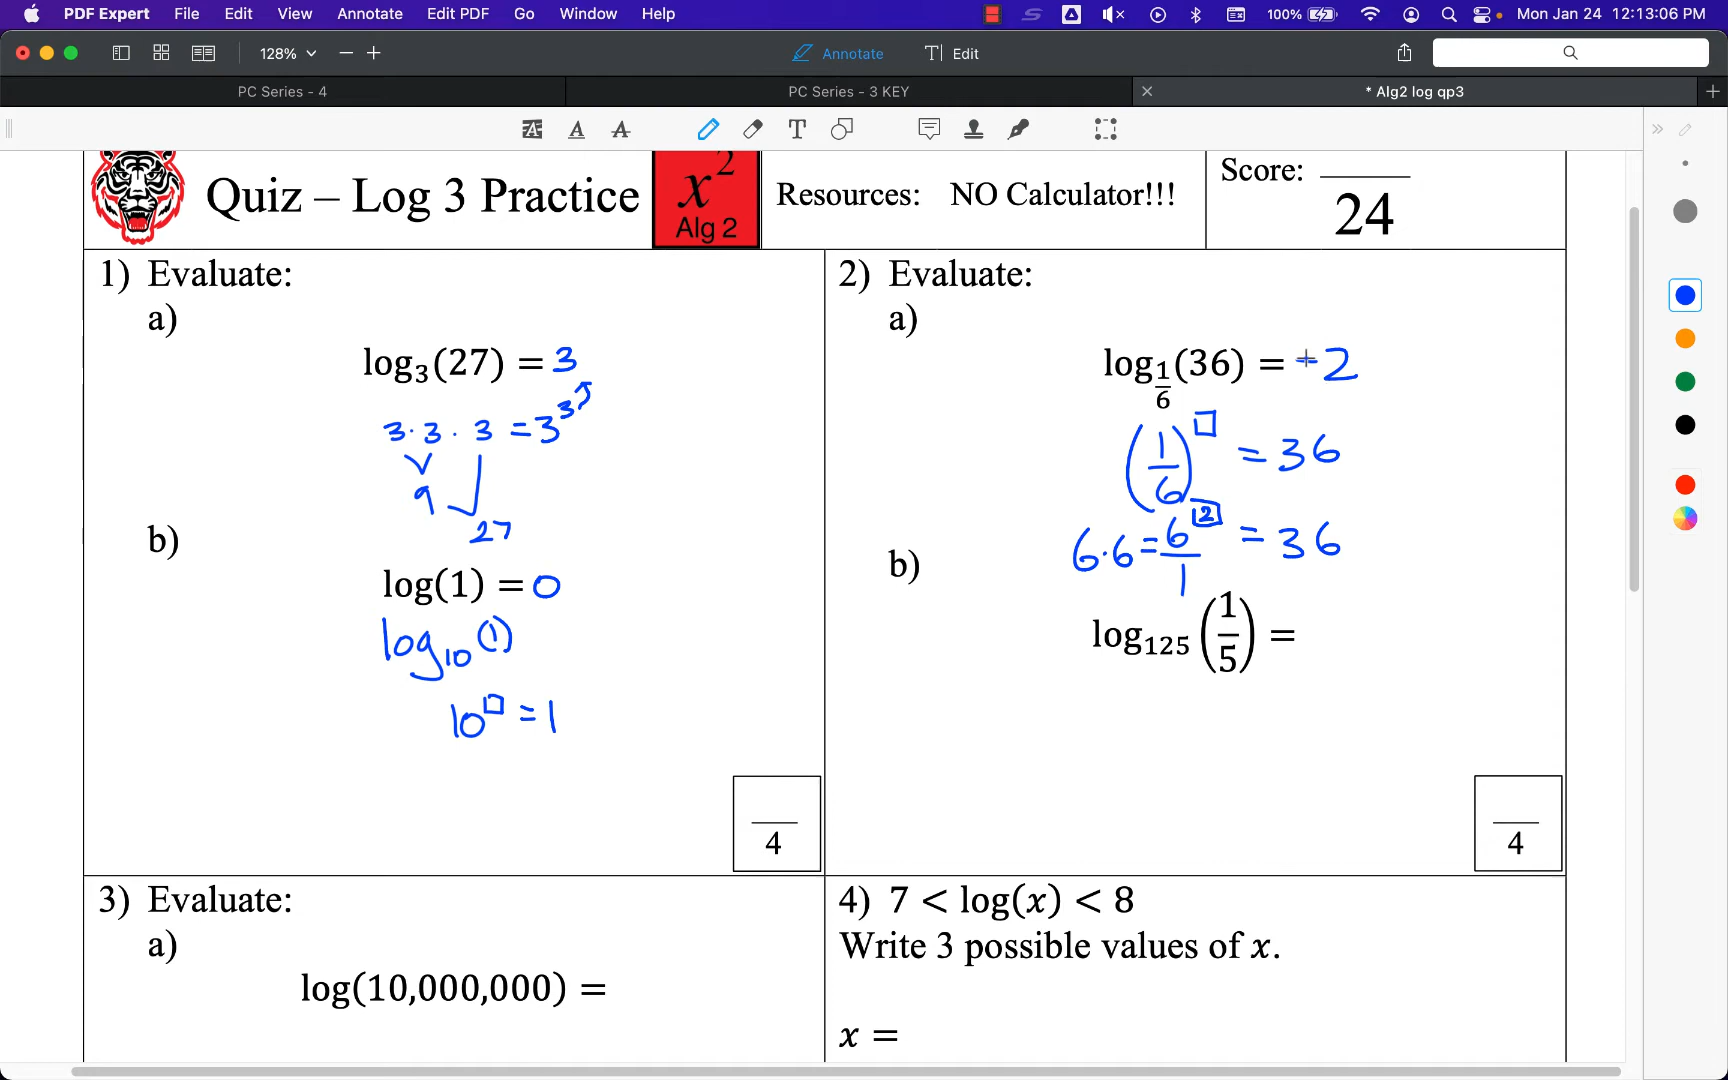 PDF Expert File Edit View Annotate Edit PDF Go Window Help 100% Mon Jan 24 12:13:06 PM
128% Annotate T Edit
PC Series - 4 PC Series - 3 KEY * Alg2 log qp3
A A A T
Quiz – Log 3 Practice x² Alg 2 Resources: NO Calculator!!! Score: 24
1) Evaluate:
a)
log₃(27) = 3
3·3·3 = 3³
9
27
b)
log(1) = 0
log₁₀(1)
10^□ = 1
4
2) Evaluate:
a)
log_{1/6}(36) = -2
(1/6)^□ = 36
6·6 = 6^2/1 = 36
b)
log₁₂₅(1/5) =
4
3) Evaluate:
a)
log(10,000,000) =
4) 7 < log(x) < 8
Write 3 possible values of x.
x =